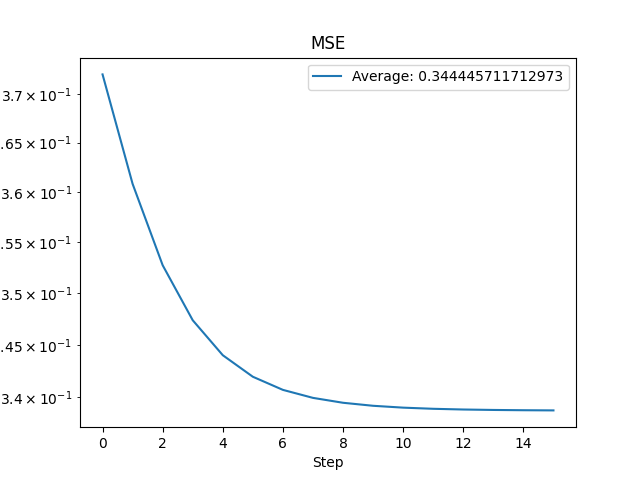 MSE
Average: 0.344445711712973
3.7 × 10⁻¹
.65 × 10⁻¹
3.6 × 10⁻¹
.55 × 10⁻¹
3.5 × 10⁻¹
.45 × 10⁻¹
3.4 × 10⁻¹
0 2 4 6 8 10 12 14
Step